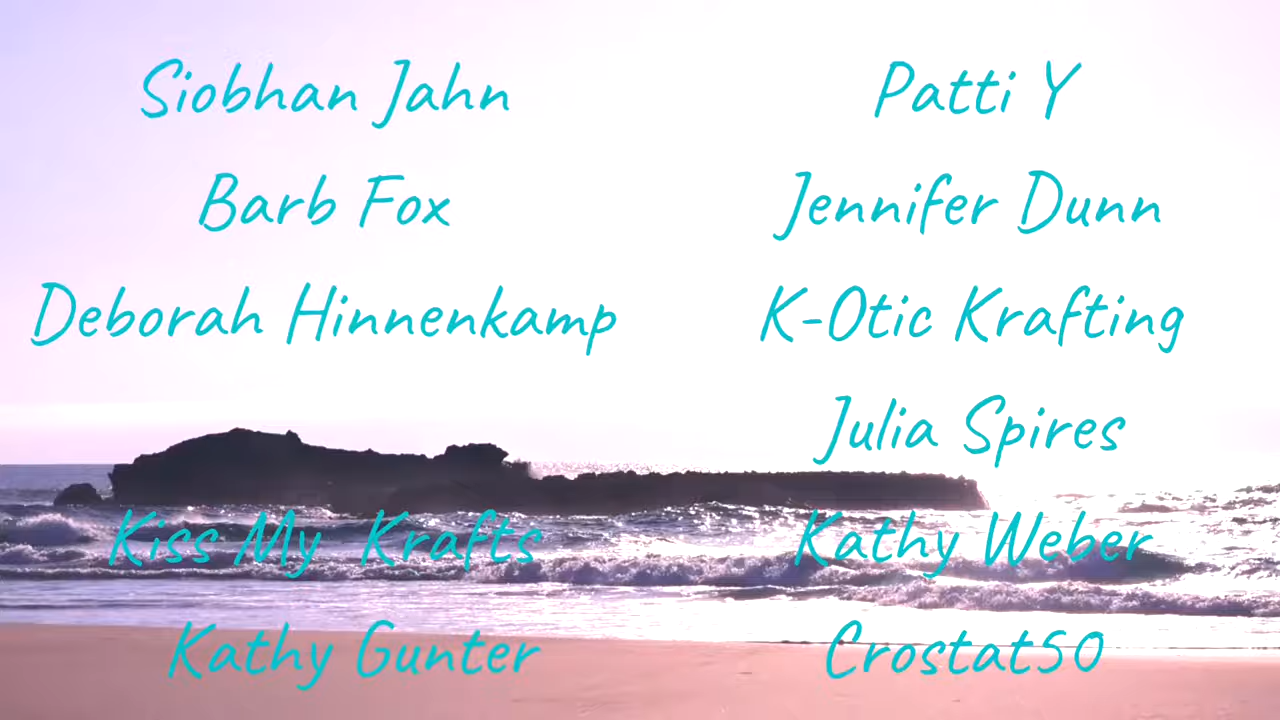 Siobhan Jahn
Barb Fox
Deborah Hinnenkamp
Kiss My Krafts
Kathy Gunter
Patti Y
Jennifer Dunn
K-Otic Krafting
Julia Spires
Kathy Weber
Crostat50